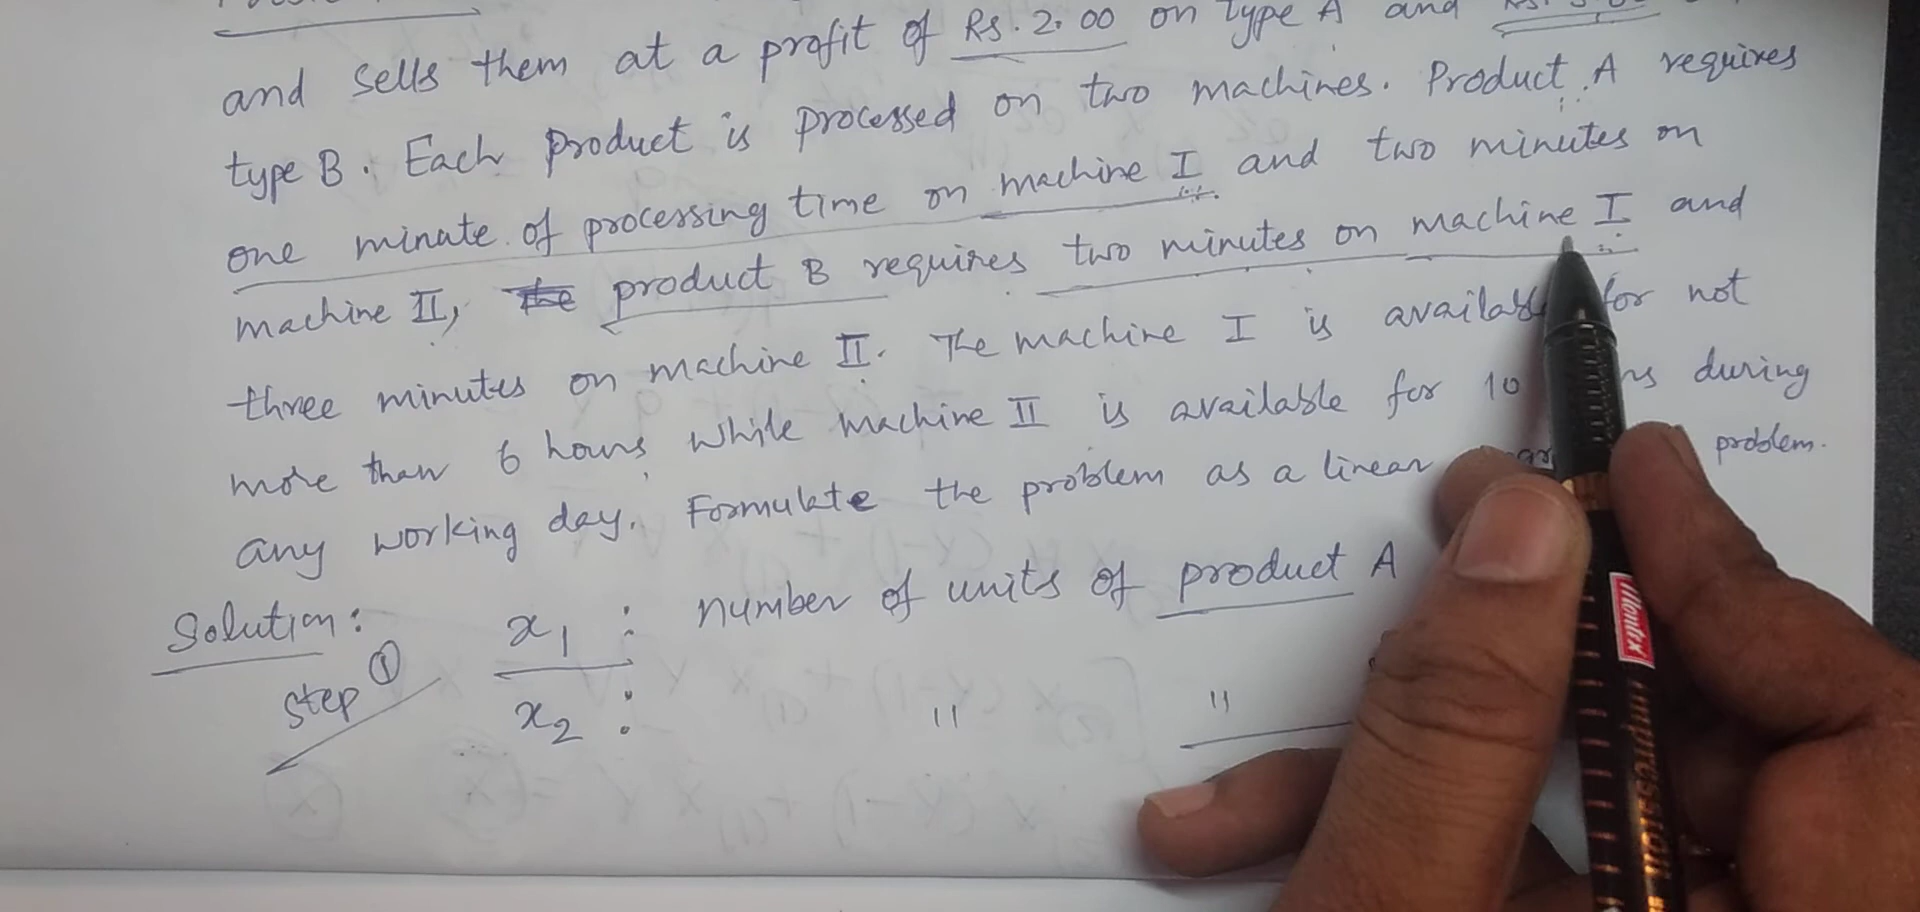 and sells them at a profit of Rs. 2.00 on type A and
type B. Each product is processed on two machines. Product A requires
one minute of processing time on machine I and two minutes on
machine II, the product B requires two minutes on machine I and
three minutes on machine II. The machine I is available for not
more than 6 hours while machine II is available for 10 during
any working day. Formulate the problem as a linear problem.
Solution:
Step ①
x1 : number of units of product A
x2 : " "
Montex
impression